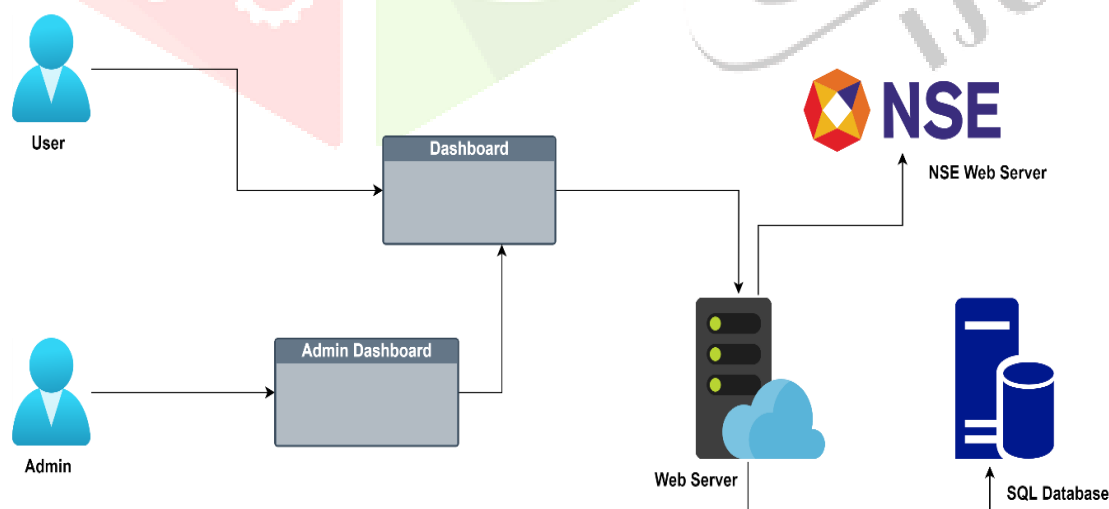 User
Dashboard
NSE
NSE Web Server
Admin Dashboard
Admin
Web Server
SQL Database